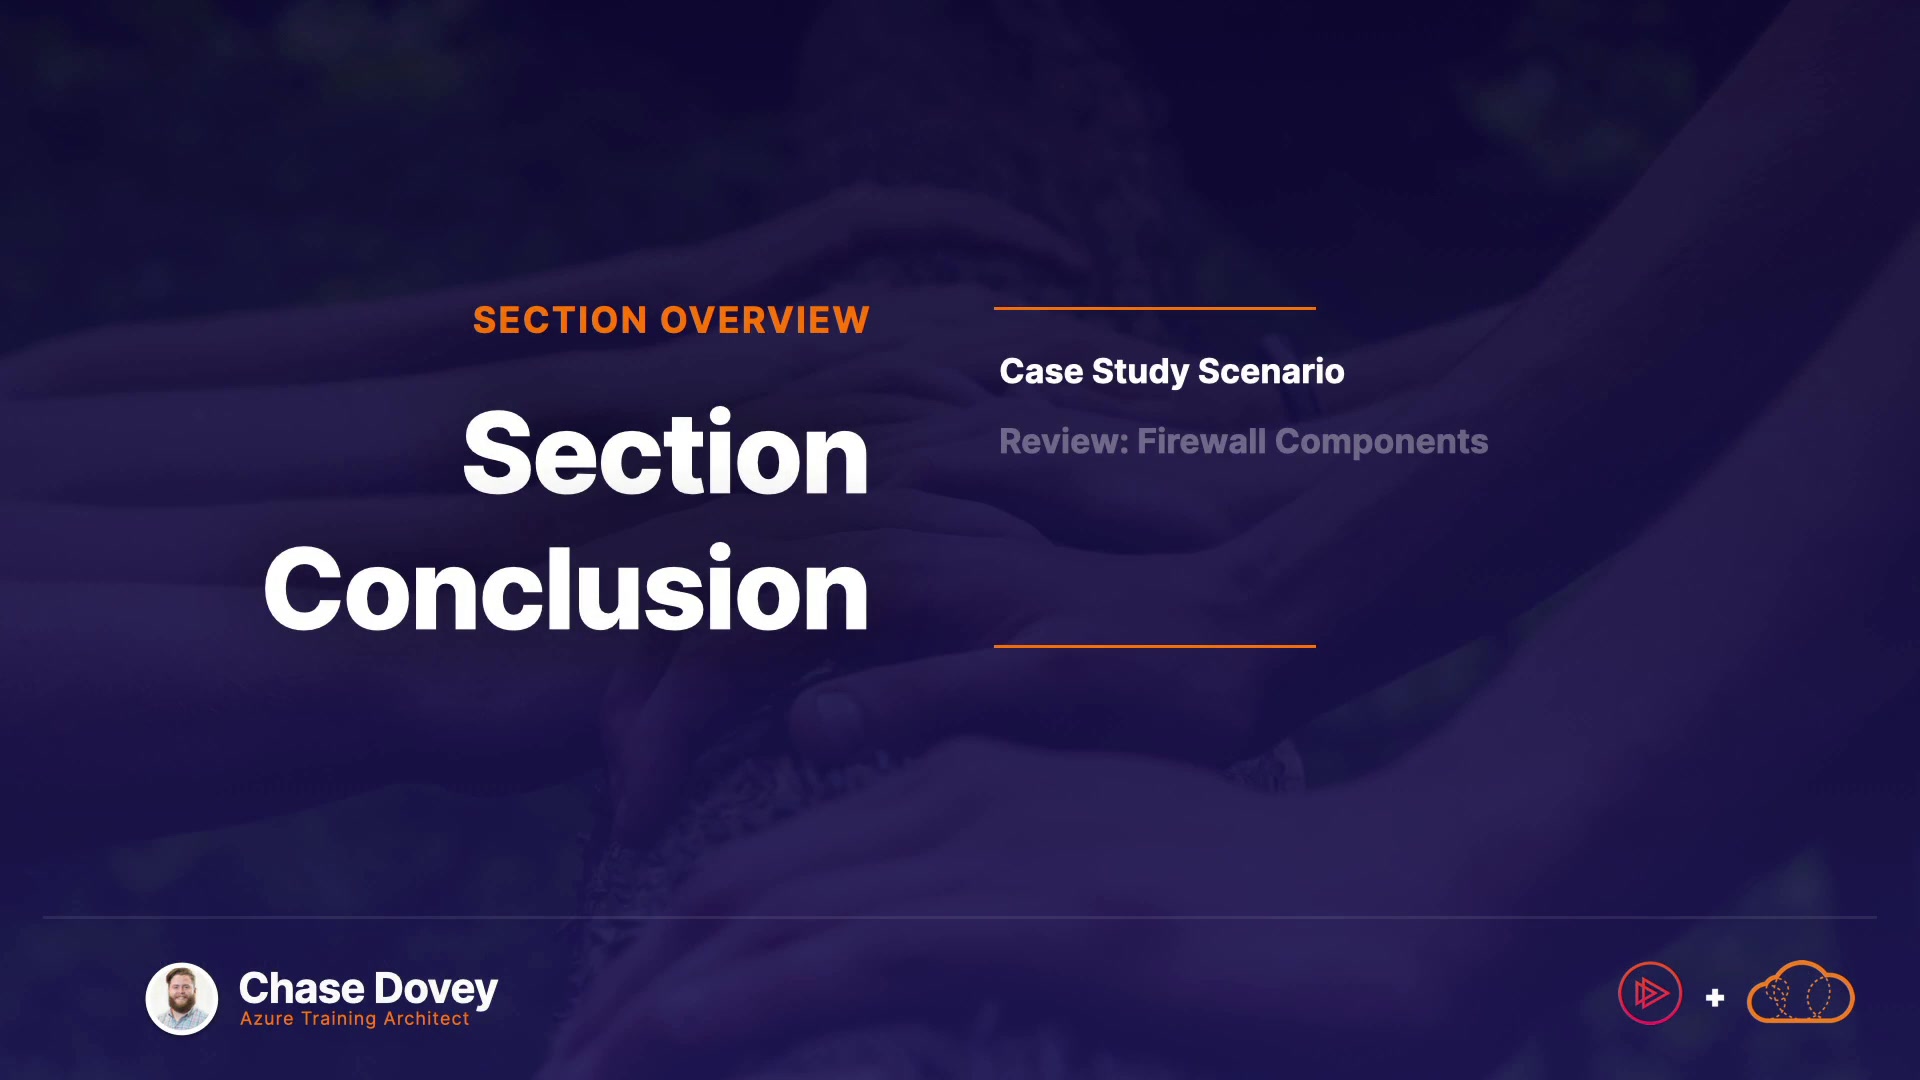 SECTION OVERVIEW
Section
Conclusion
Case Study Scenario
Review: Firewall Components
Chase Dovey
Azure Training Architect